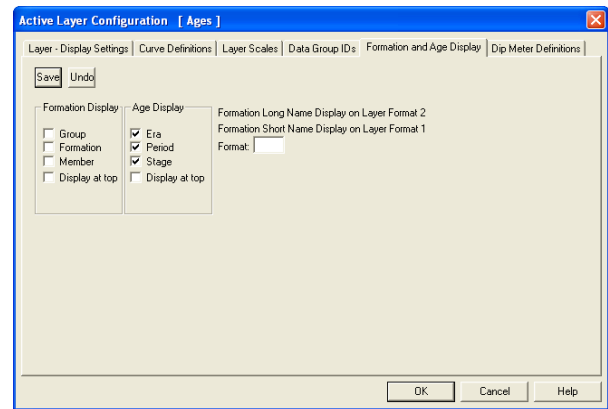 Active Layer Configuration [ Ages ]
Layer - Display Settings Curve Definitions Layer Scales Data Group IDs Formation and Age Display Dip Meter Definitions
Save Undo
Formation Display
Group
Formation
Member
Display at top
Age Display
Era
Period
Stage
Display at top
Formation Long Name Display on Layer Format 2
Formation Short Name Display on Layer Format 1
Format:
OK Cancel Help